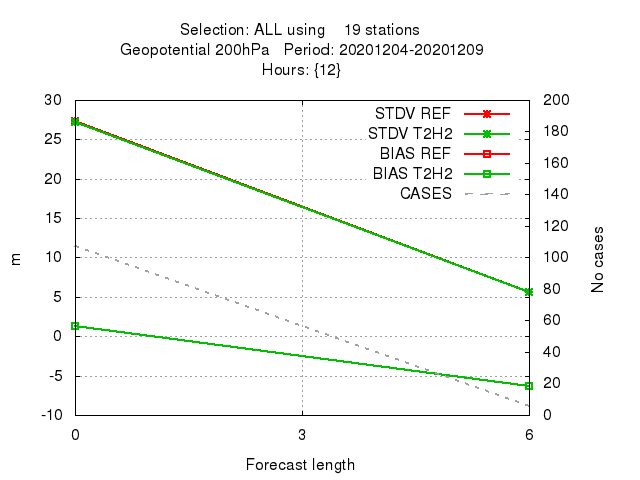 Selection: ALL using 19 stations
Geopotential 200hPa Period: 20201204-20201209
Hours: {12}
30
25
20
15
10
5
0
-5
-10
200
180
160
140
120
100
80
60
40
20
0
STDV REF
STDV T2H2
BIAS REF
BIAS T2H2
CASES
m
No cases
0 3 6
Forecast length